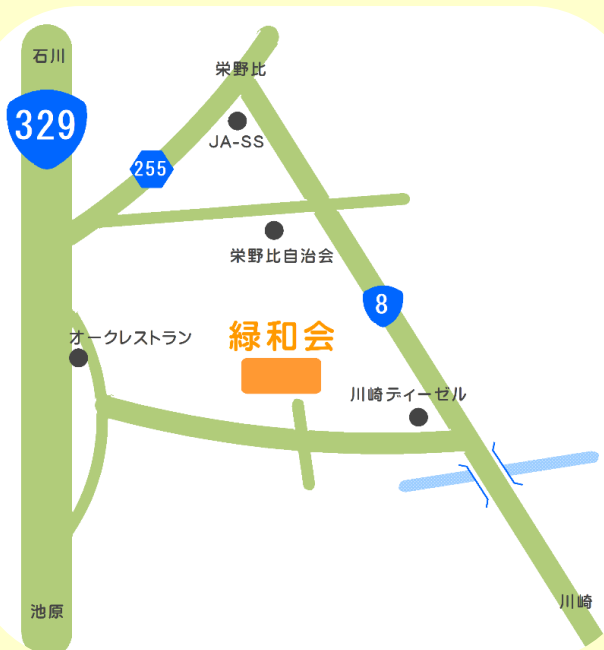 石川
329
栄野比
JA-SS
255
栄野比自治会
8
オークレストラン
緑和会
川崎ディーゼル
川崎
池原